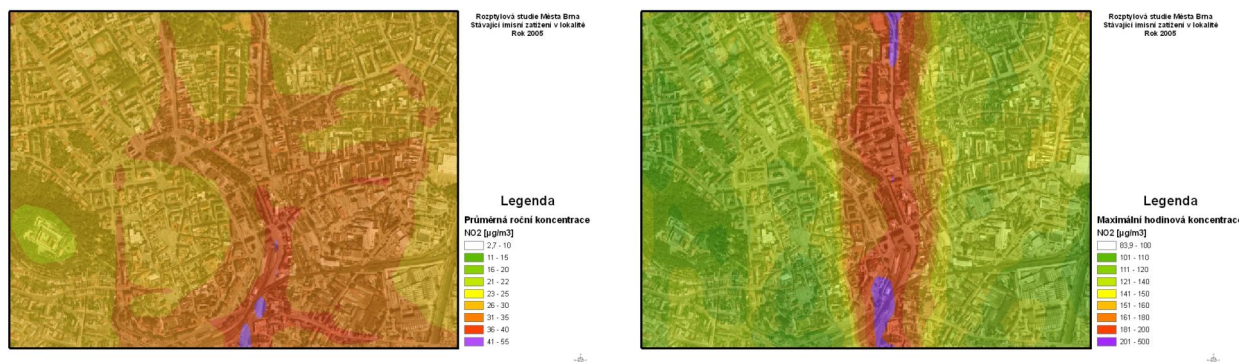 Rozptylová studie Města Brna
Stávající imisní zatížení v lokalitě
Rok 2005
Legenda
Průměrná roční koncentrace
NO2 [µg/m3]
2,7 - 10
11 - 15
16 - 20
21 - 22
23 - 25
26 - 30
31 - 35
36 - 40
41 - 55
Rozptylová studie Města Brna
Stávající imisní zatížení v lokalitě
Rok 2005
Legenda
Maximální hodinová koncentrace
NO2 [µg/m3]
83,9 - 100
101 - 110
111 - 120
121 - 140
141 - 150
151 - 160
161 - 180
181 - 200
201 - 500